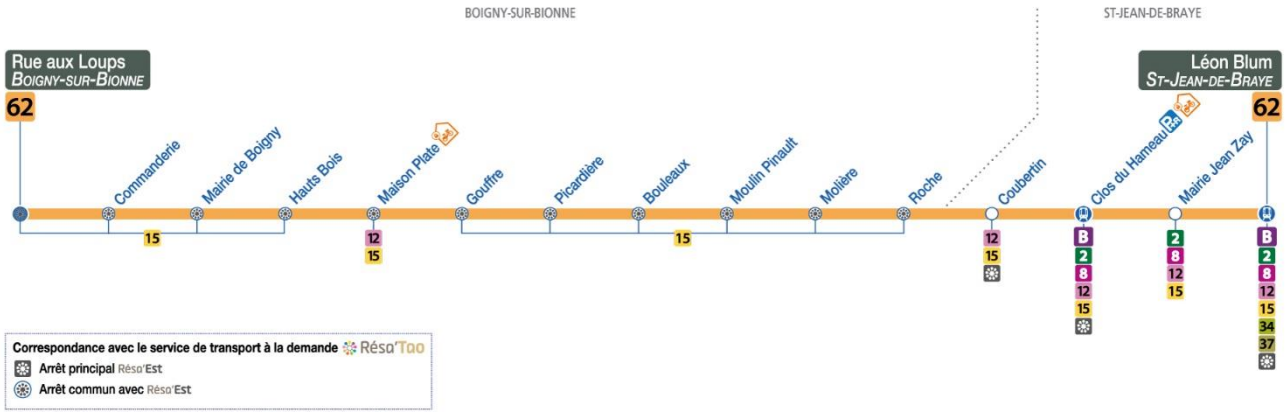 BOIGNY-SUR-BIONNE
ST-JEAN-DE-BRAYE
Rue aux Loups
BOIGNY-SUR-BIONNE
62
Léon Blum
ST-JEAN-DE-BRAYE
62
Commanderie
Mairie de Boigny
Hauts Bois
Maison Plate
Gouffre
Picardière
Bouleaux
Moulin Pinault
Molière
Roche
Coubertin
Clos du Hameau
P+R
Mairie Jean Zay
15
12
15
15
12
15
B
2
8
12
15
2
8
12
15
B
2
8
12
15
34
37
Correspondance avec le service de transport à la demande Résa'Tao
Arrêt principal Résa'Est
Arrêt commun avec Résa'Est